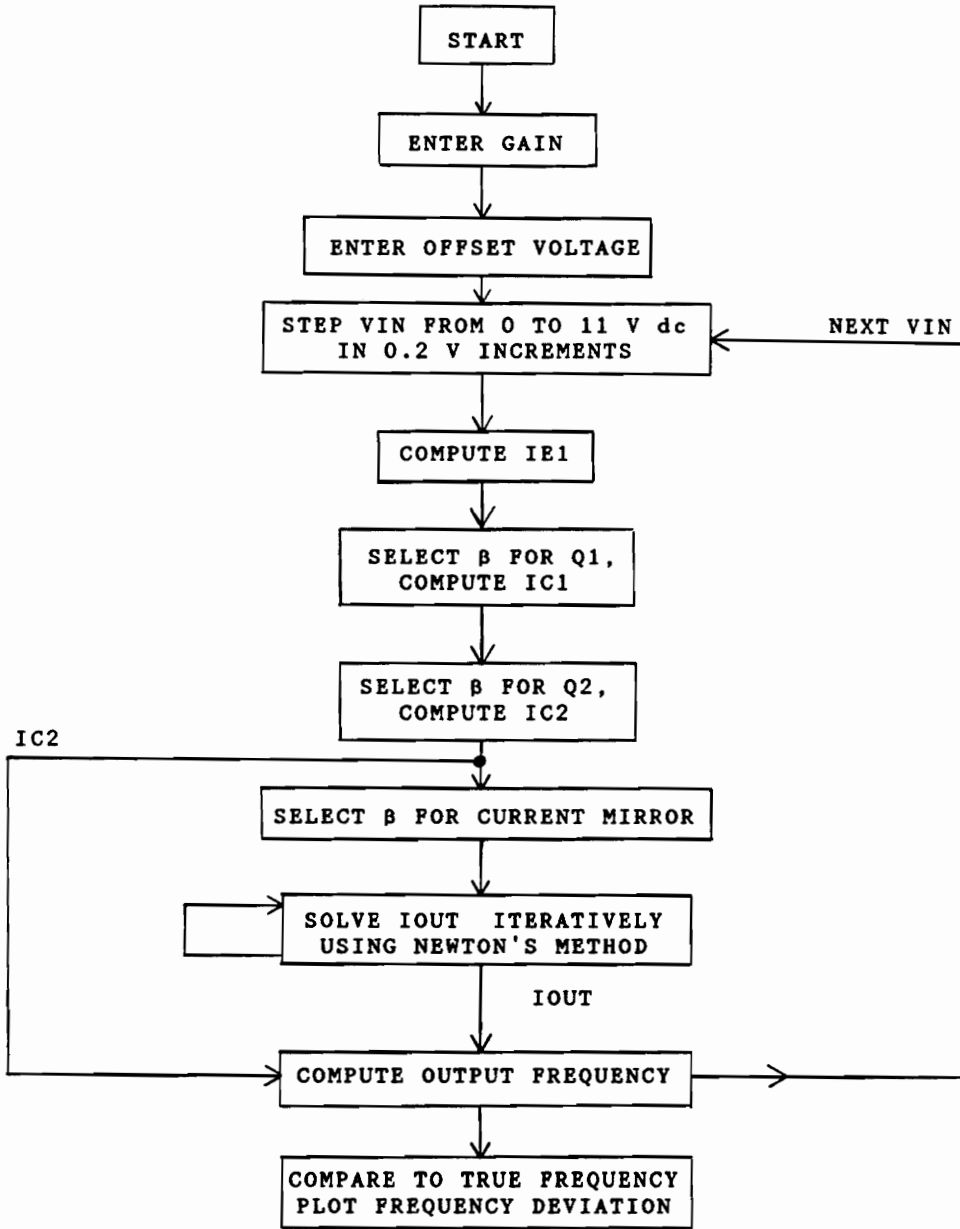 START
ENTER GAIN
ENTER OFFSET VOLTAGE
STEP VIN FROM 0 TO 11 V dc
IN 0.2 V INCREMENTS
NEXT VIN
COMPUTE IE1
SELECT β FOR Q1,
COMPUTE IC1
SELECT β FOR Q2,
COMPUTE IC2
IC2
SELECT β FOR CURRENT MIRROR
SOLVE IOUT ITERATIVELY
USING NEWTON'S METHOD
IOUT
COMPUTE OUTPUT FREQUENCY
COMPARE TO TRUE FREQUENCY
PLOT FREQUENCY DEVIATION